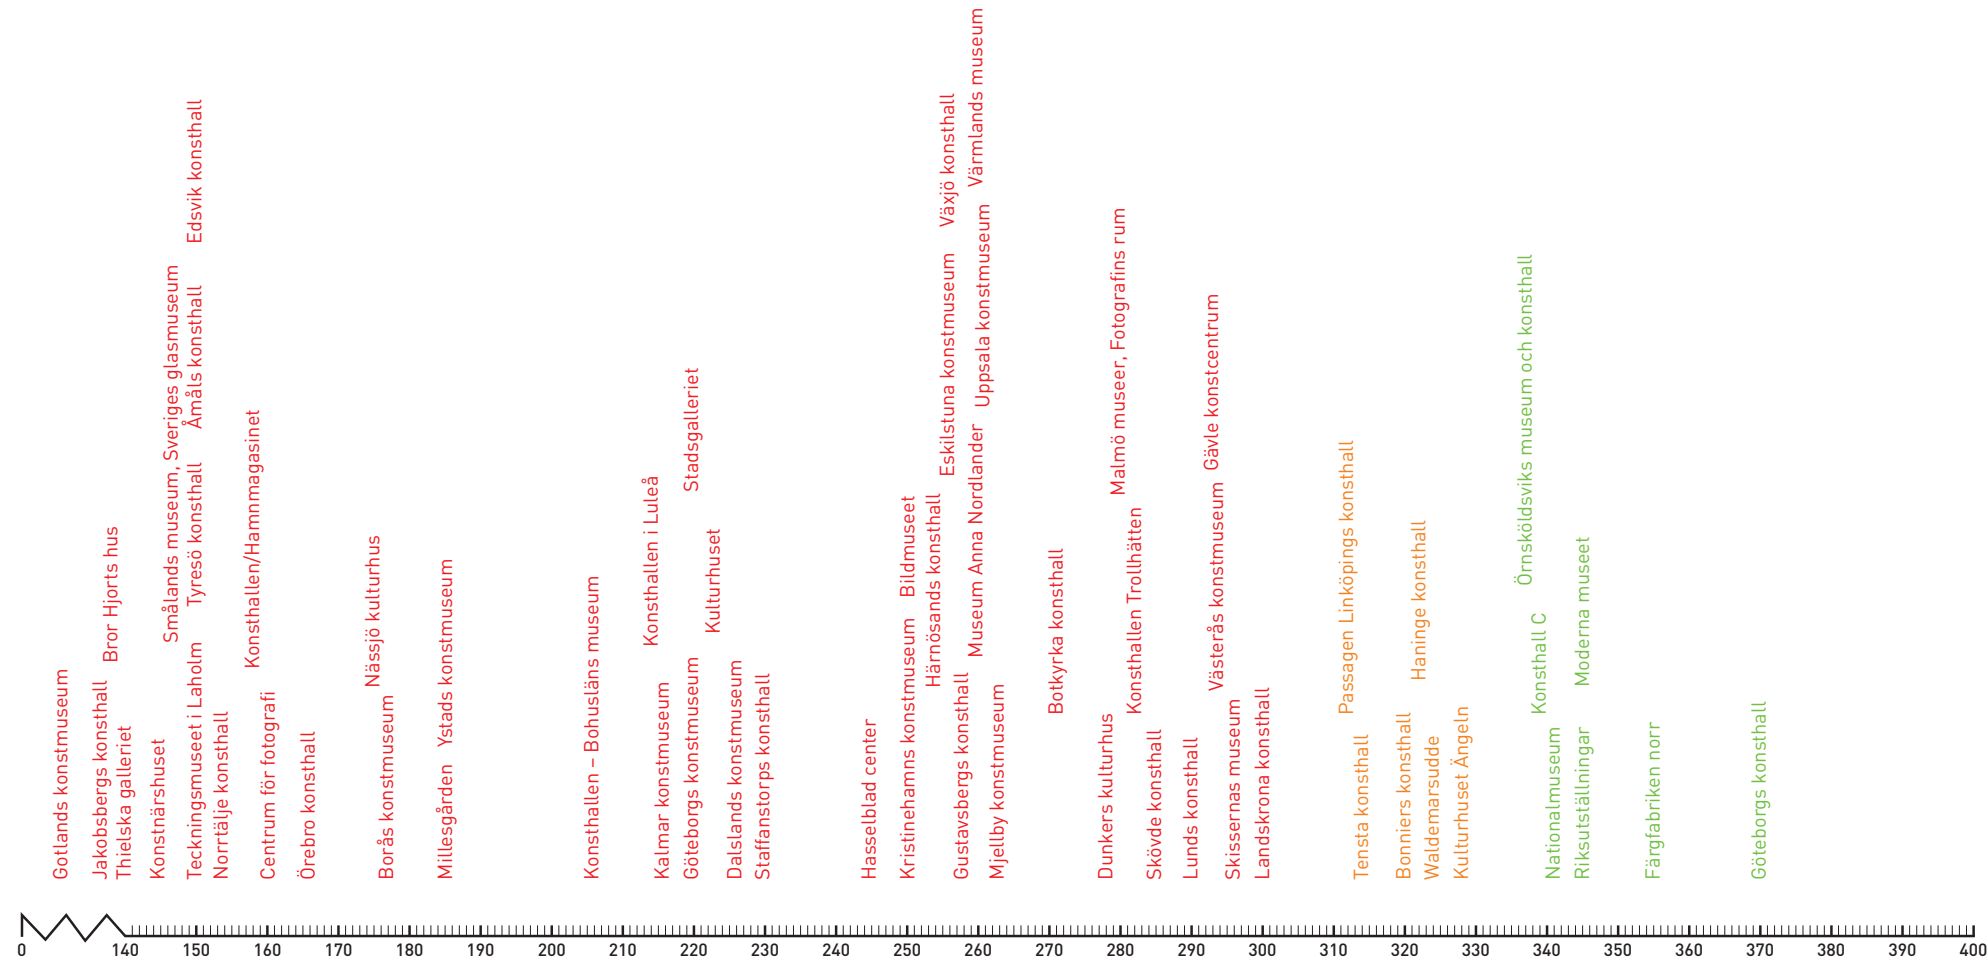 Gotlands konstmuseum
Jakobsbergs konsthall
Bror Hjorts hus
Thielska galleriet
Konstnärshuset
Smålands museum, Sveriges glasmuseum
Teckningsmuseet i Laholm
Tyresö konsthall
Åmåls konsthall
Edsvik konsthall
Norrtälje konsthall
Konsthallen/Hamnmagasinet
Centrum för fotografi
Örebro konsthall
Nässjö kulturhus
Borås konstmuseum
Millesgården
Ystads konstmuseum
Konsthallen – Bohusläns museum
Konsthallen i Luleå
Kalmar konstmuseum
Göteborgs konstmuseum
Stadsgalleriet
Kulturhuset
Dalslands konstmuseum
Staffanstorps konsthall
Hasselblad center
Kristinehamns konstmuseum
Bildmuseet
Härnösands konsthall
Eskilstuna konstmuseum
Växjö konsthall
Gustavsbergs konsthall
Museum Anna Nordlander
Uppsala konstmuseum
Värmlands museum
Mjellby konstmuseum
Botkyrka konsthall
Dunkers kulturhus
Malmö museer, Fotografins rum
Konsthallen Trollhätten
Skövde konsthall
Lunds konsthall
Gävle konstcentrum
Västerås konstmuseum
Skissernas museum
Landskrona konsthall
Passagen Linköpings konsthall
Tensta konsthall
Bonniers konsthall
Haninge konsthall
Waldemarsudde
Kulturhuset Ängeln
Örnsköldsviks museum och konsthall
Konsthall C
Nationalmuseum
Moderna museet
Riksutställningar
Färgfabriken norr
Göteborgs konsthall
0 140 150 160 170 180 190 200 210 220 230 240 250 260 270 280 290 300 310 320 330 340 350 360 370 380 390 400